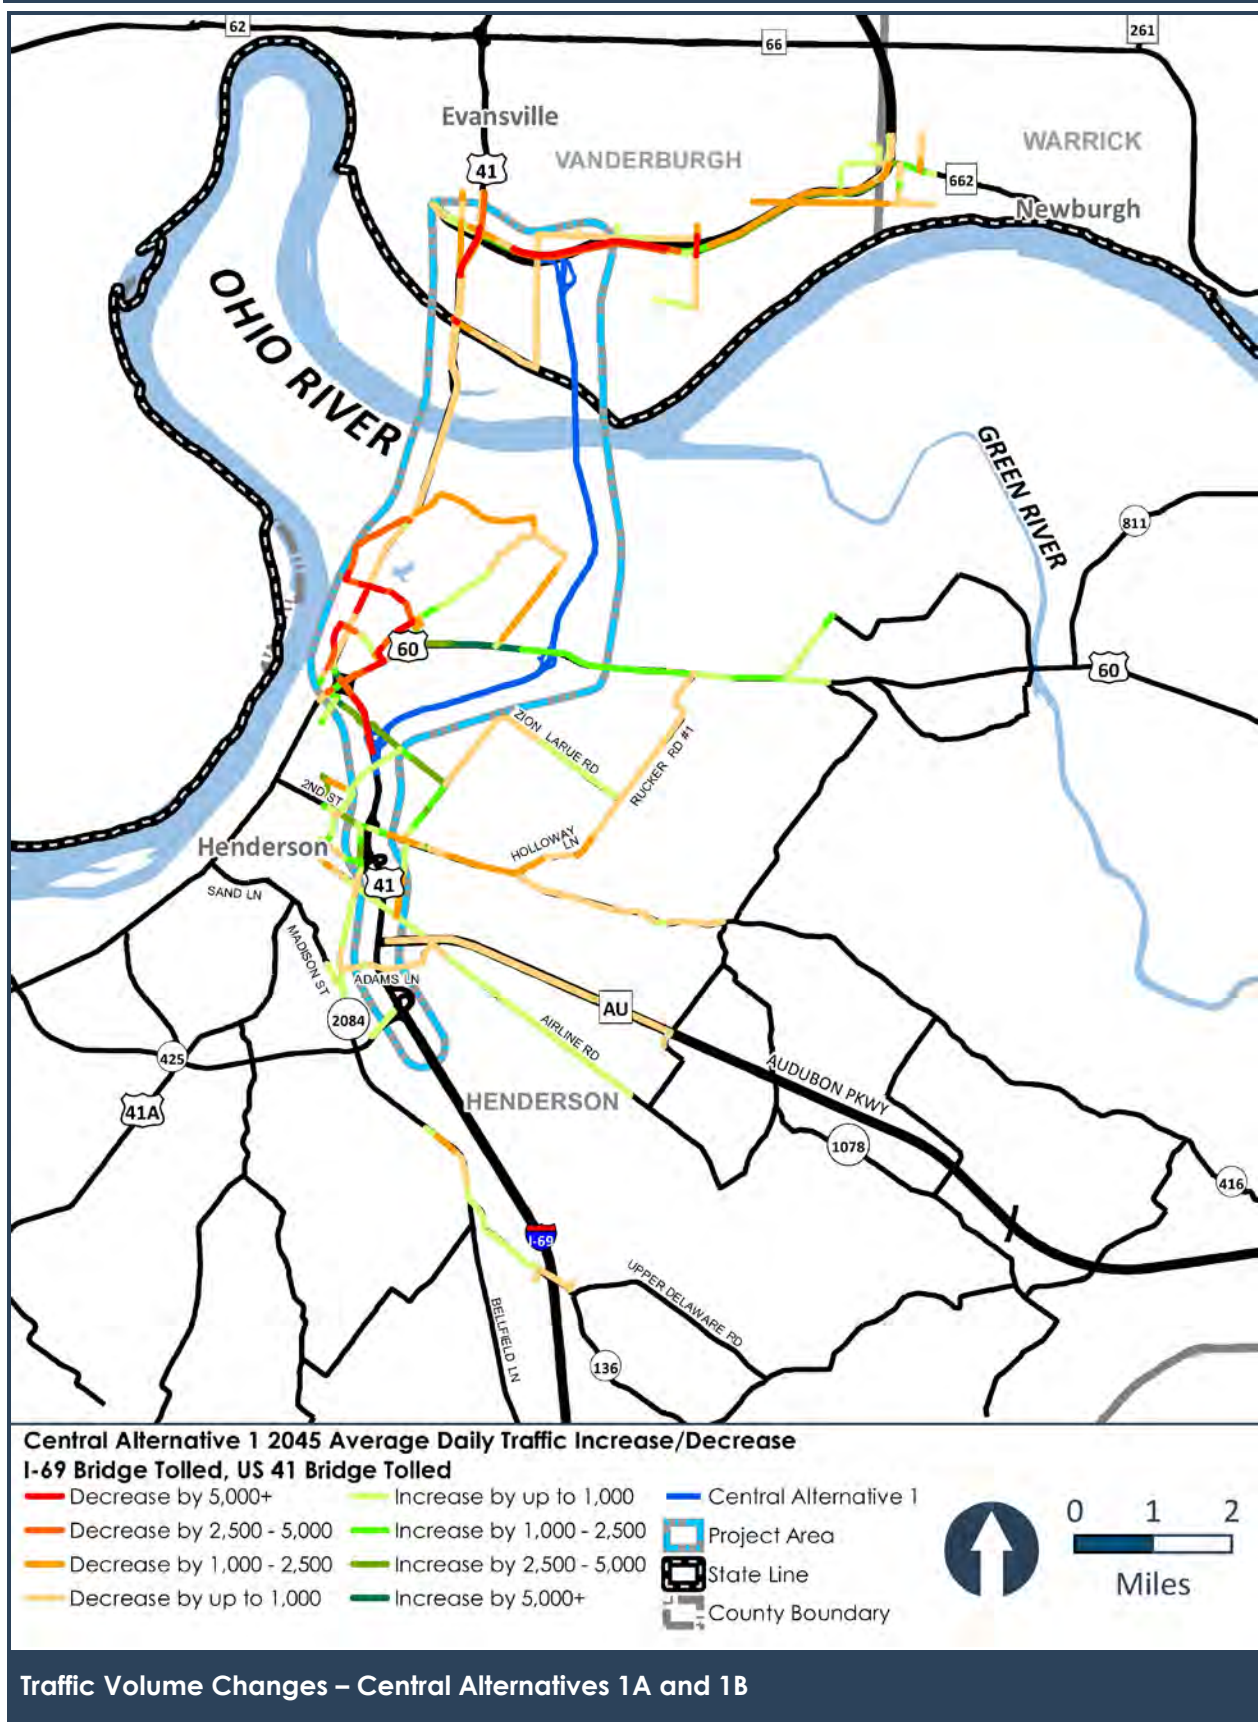 62
66
261
Evansville
VANDERBURGH
WARRICK
41
662
Newburgh
OHIO RIVER
GREEN RIVER
811
60
60
ZION LARUE RD
RUCKER RD #1
2ND ST
HOLLOWAY LN
Henderson
41
SAND LN
MADISON ST
ADAMS LN
2084
AU
AIRLINE RD
425
AUDUBON PKWY
41A
HENDERSON
1078
416
I-69
UPPER DELAWARE RD
BELLFIELD LN
136
Central Alternative 1 2045 Average Daily Traffic Increase/Decrease
I-69 Bridge Tolled, US 41 Bridge Tolled
Decrease by 5,000+
Decrease by 2,500 - 5,000
Decrease by 1,000 - 2,500
Decrease by up to 1,000
Increase by up to 1,000
Increase by 1,000 - 2,500
Increase by 2,500 - 5,000
Increase by 5,000+
Central Alternative 1
Project Area
State Line
County Boundary
0 1 2
Miles
Traffic Volume Changes – Central Alternatives 1A and 1B